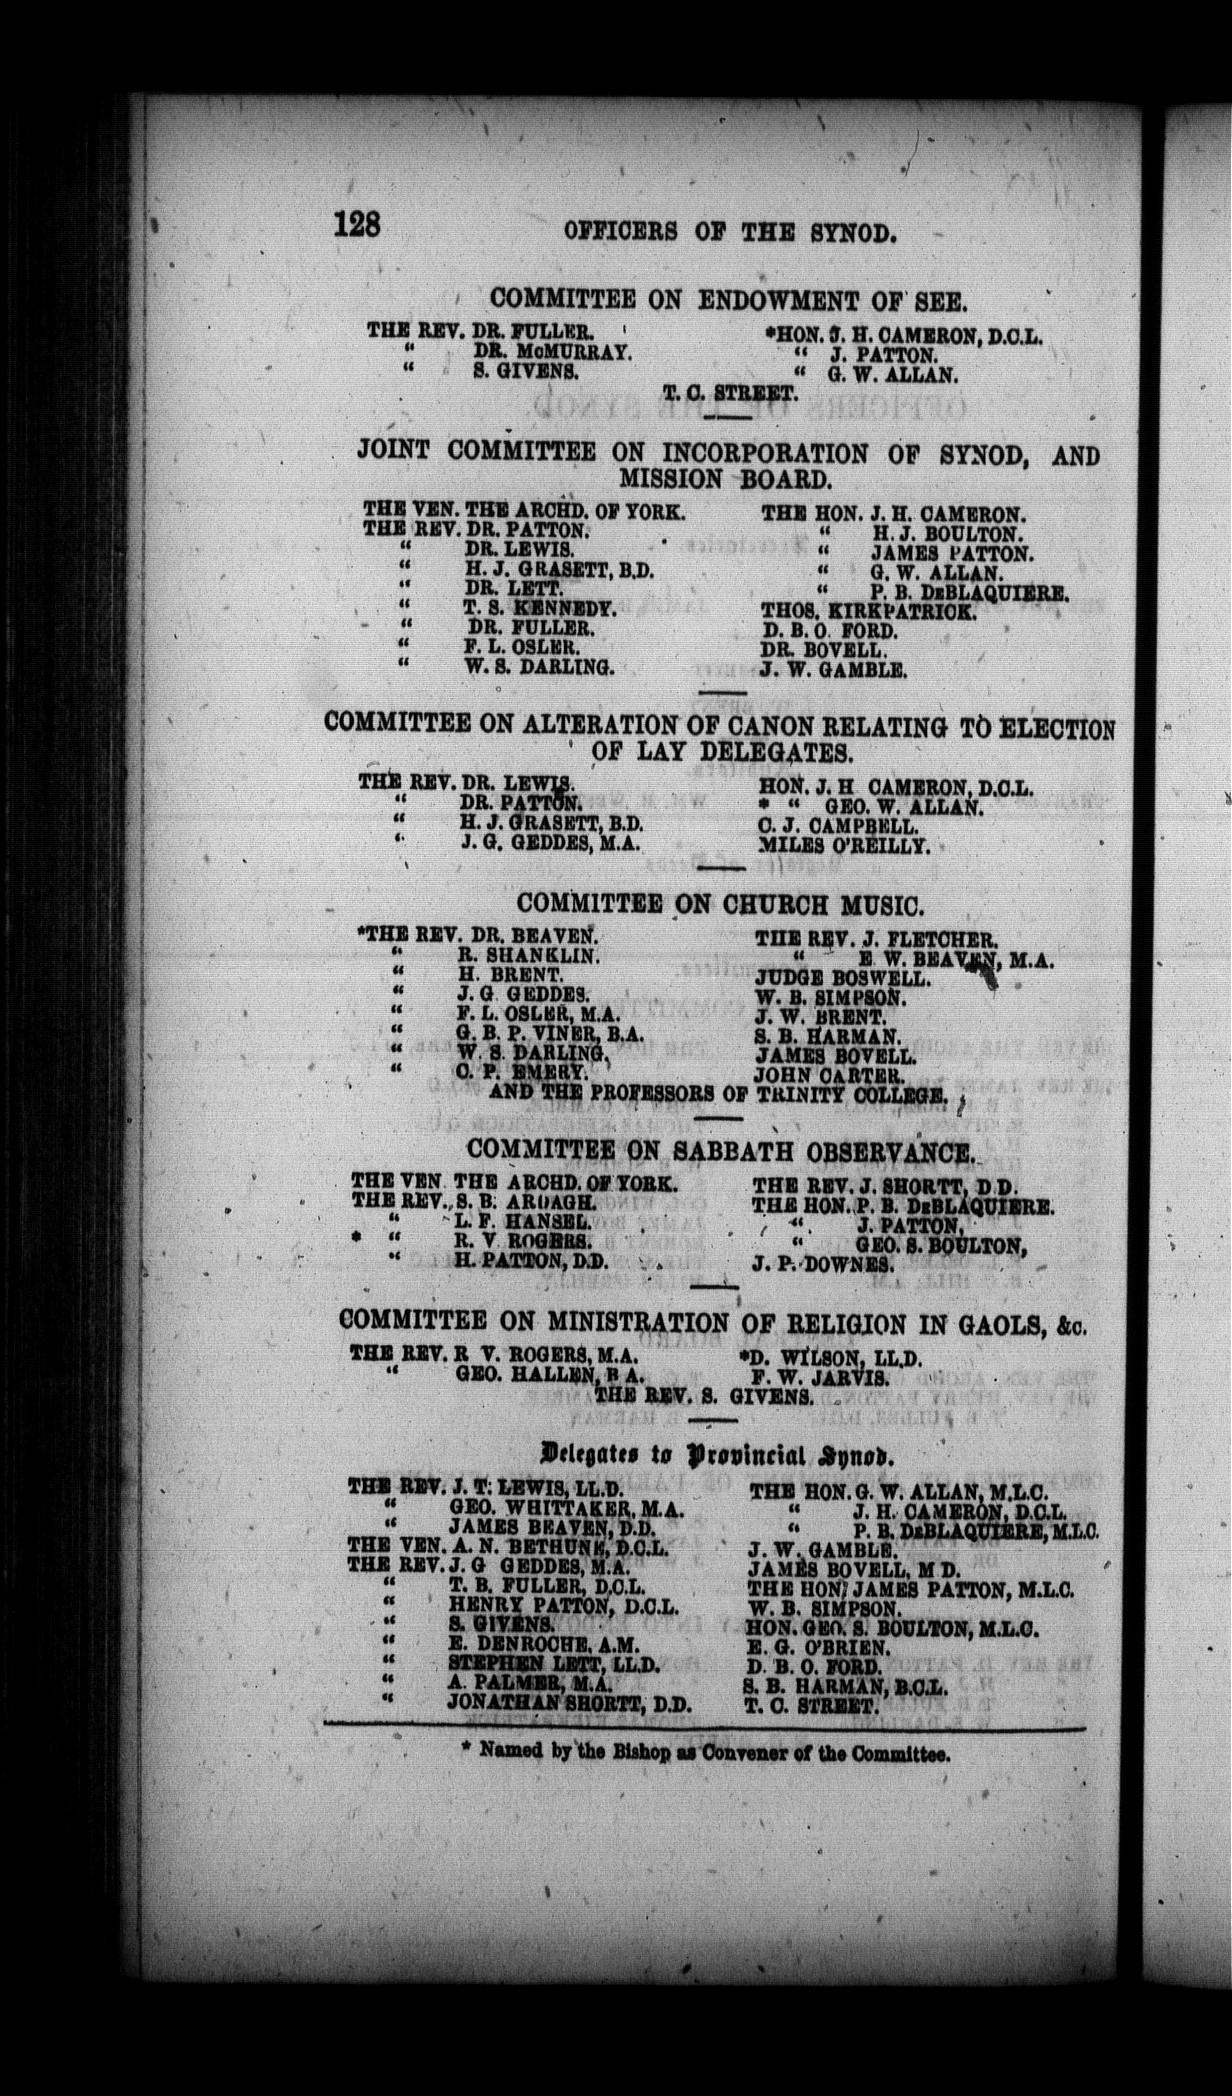 128
OFFICERS OF THE SYNOD.
COMMITTEE ON ENDOWMENT OF SEE.
THE REV. DR. FULLER. *HON. J. H. CAMERON, D.C.L.
“ DR. McMURRAY. “ J. PATTON.
“ S. GIVENS. “ G. W. ALLAN.
T. C. STREET.
JOINT COMMITTEE ON INCORPORATION OF SYNOD, AND
MISSION BOARD.
THE VEN. THE ARCHD. OF YORK. THE HON. J. H. CAMERON.
THE REV. DR. PATTON. “ H. J. BOULTON.
“ DR. LEWIS. “ JAMES PATTON.
“ H. J. GRASETT, B.D. “ G. W. ALLAN.
“ DR. LETT. “ P. B. DEBLAQUIERE.
“ T. S. KENNEDY. THOS. KIRKPATRICK.
“ DR. FULLER. D. B. O FORD.
“ F. L. OSLER. DR. BOVELL.
“ W. S. DARLING. J. W. GAMBLE.
COMMITTEE ON ALTERATION OF CANON RELATING TO ELECTION
OF LAY DELEGATES.
THE REV. DR. LEWIS. HON. J. H CAMERON, D.C.L.
“ DR. PATTON. * “ GEO. W. ALLAN.
“ H. J. GRASETT, B.D. C. J. CAMPBELL.
“ J. G. GEDDES, M.A. MILES O'REILLY.
COMMITTEE ON CHURCH MUSIC.
*THE REV. DR. BEAVEN. THE REV. J. FLETCHER.
“ R. SHANKLIN. “ E W. BEAVEN, M.A.
“ H. BRENT. JUDGE BOSWELL.
“ J. G GEDDES. W. B. SIMPSON.
“ F. L. OSLER, M.A. J. W. BRENT.
“ G. B. P. VINER, B.A. S. B. HARMAN.
“ W. S. DARLING. JAMES BOVELL.
“ C. P. EMERY. JOHN CARTER.
AND THE PROFESSORS OF TRINITY COLLEGE.
COMMITTEE ON SABBATH OBSERVANCE.
THE VEN THE ARCHD. OF YORK. THE REV. J. SHORTT, D D.
THE REV. S. B. ARDAGH. THE HON. P. B. DEBLAQUIERE.
“ L. F. HANSEL. “ J. PATTON,
* “ R. V ROGERS. “ GEO. S. BOULTON,
“ H. PATTON, D.D. J. P. DOWNES.
COMMITTEE ON MINISTRATION OF RELIGION IN GAOLS, &c.
THE REV. R V. ROGERS, M.A. *D. WILSON, LL.D.
“ GEO. HALLEN, B A. F. W. JARVIS.
THE REV. S. GIVENS.
Delegates to Provincial Synod.
THE REV. J. T. LEWIS, LL.D. THE HON. G. W. ALLAN, M.L.C.
“ GEO. WHITTAKER, M.A. “ J. H. CAMERON, D.C.L.
“ JAMES BEAVEN, D.D. “ P. B. DEBLAQUIERE, M.L.C.
THE VEN. A. N. BETHUNE, D.C.L. J. W. GAMBLE.
THE REV. J. G GEDDES, M.A. JAMES BOVELL, M D.
“ T. B. FULLER, D.C.L. THE HON. JAMES PATTON, M.L.C.
“ HENRY PATTON, D.C.L. W. B. SIMPSON.
“ S. GIVENS. HON. GEO. S. BOULTON, M.L.C.
“ E. DENROCHE, A.M. E. G. O'BRIEN.
“ STEPHEN LETT, LL.D. D. B. O. FORD.
“ A. PALMER, M.A. S. B. HARMAN, B.C.L.
“ JONATHAN SHORTT, D.D. T. C. STREET.
* Named by the Bishop as Convener of the Committee.